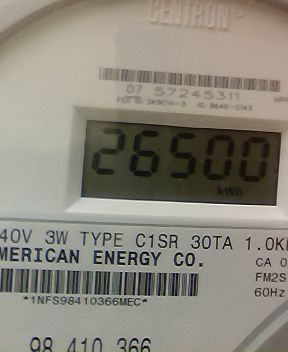 CENTRON
07 57245311
26500
kWh
40V 3W TYPE C1SR 30TA 1.0K
MERICAN ENERGY CO.
CA 0
FM2S
60Hz
*1NFS98410366MEC*
98 410 366